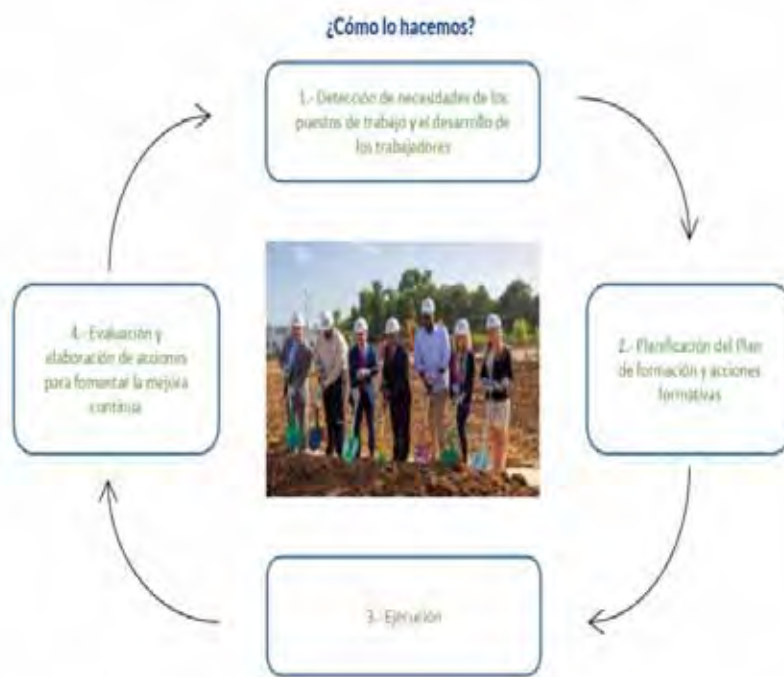 ¿Cómo lo hacemos?
1.- Detección de necesidades de los
puestos de trabajo y el desarrollo de
los trabajadores
2.- Planificación del Plan
de formación y acciones
formativas
3.- Ejecución
4.- Evaluación y
elaboración de acciones
para fomentar la mejora
continua